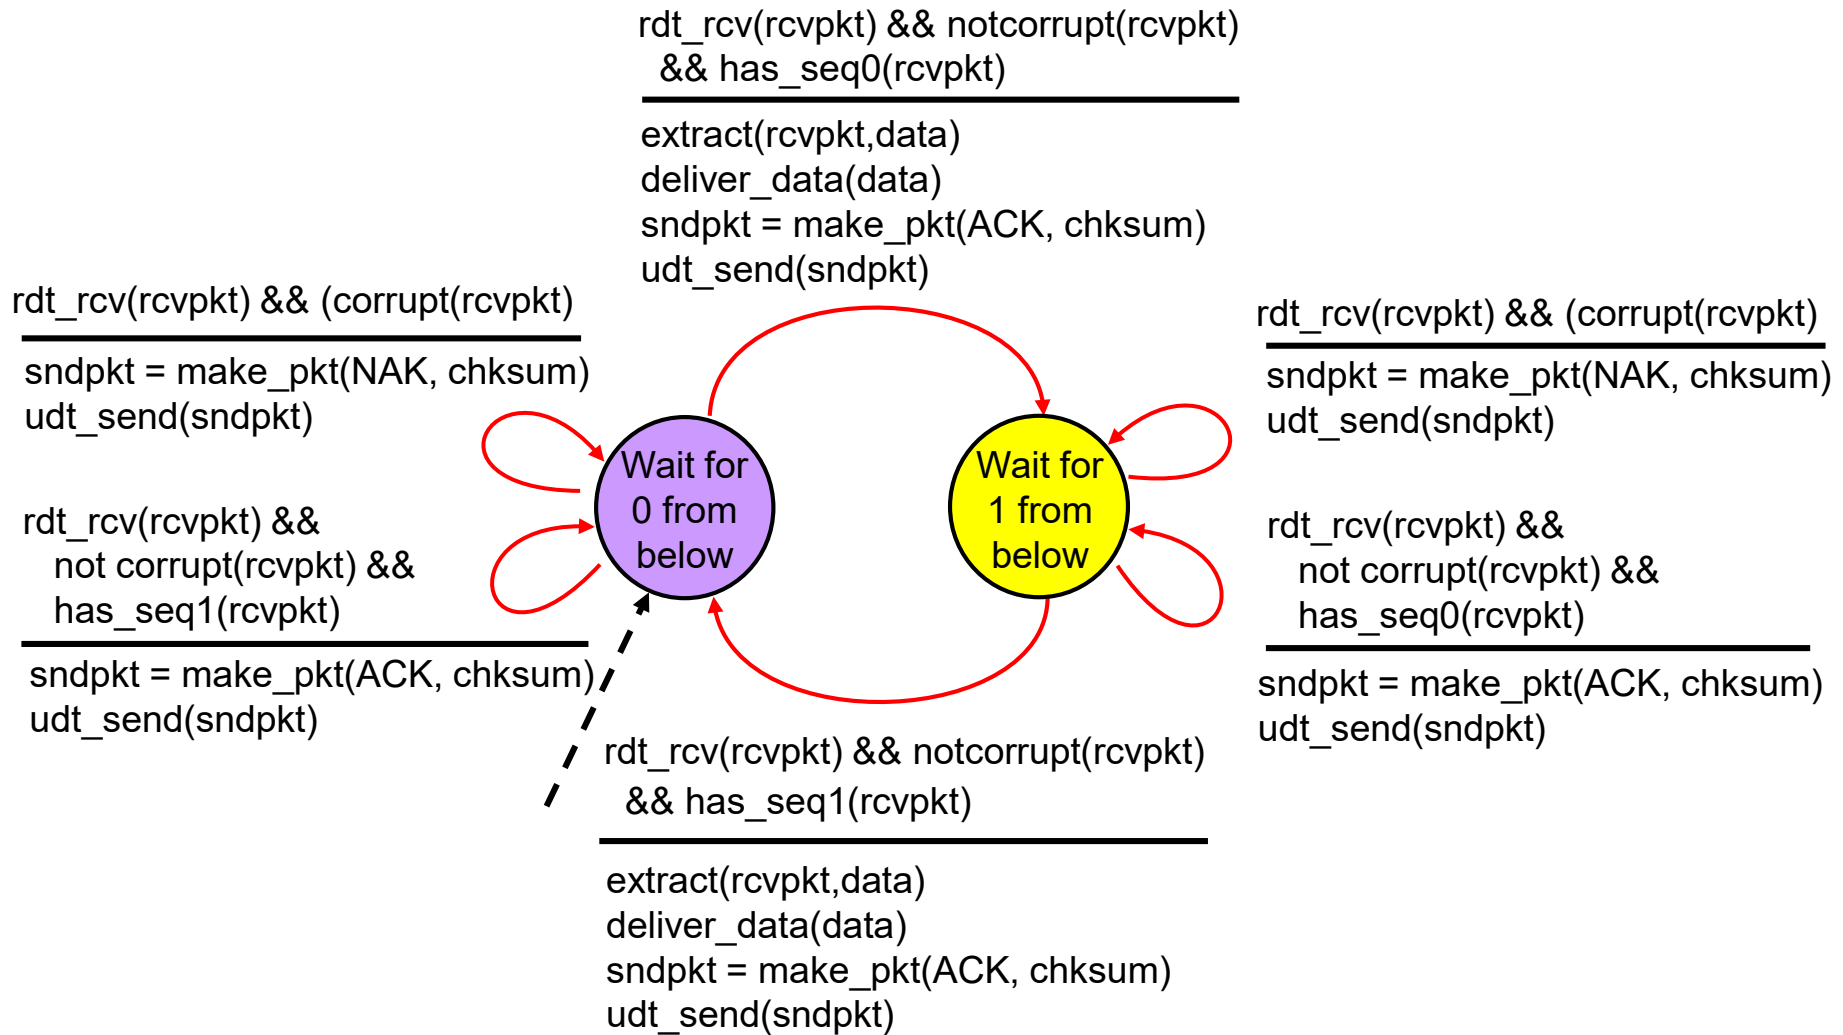 rdt_rcv(rcvpkt) && notcorrupt(rcvpkt)
&& has_seq0(rcvpkt)
extract(rcvpkt,data)
deliver_data(data)
sndpkt = make_pkt(ACK, chksum)
udt_send(sndpkt)
rdt_rcv(rcvpkt) && (corrupt(rcvpkt)
sndpkt = make_pkt(NAK, chksum)
udt_send(sndpkt)
rdt_rcv(rcvpkt) &&
not corrupt(rcvpkt) &&
has_seq1(rcvpkt)
sndpkt = make_pkt(ACK, chksum)
udt_send(sndpkt)
Wait for
0 from
below
Wait for
1 from
below
rdt_rcv(rcvpkt) && (corrupt(rcvpkt)
sndpkt = make_pkt(NAK, chksum)
udt_send(sndpkt)
rdt_rcv(rcvpkt) &&
not corrupt(rcvpkt) &&
has_seq0(rcvpkt)
sndpkt = make_pkt(ACK, chksum)
udt_send(sndpkt)
rdt_rcv(rcvpkt) && notcorrupt(rcvpkt)
&& has_seq1(rcvpkt)
extract(rcvpkt,data)
deliver_data(data)
sndpkt = make_pkt(ACK, chksum)
udt_send(sndpkt)